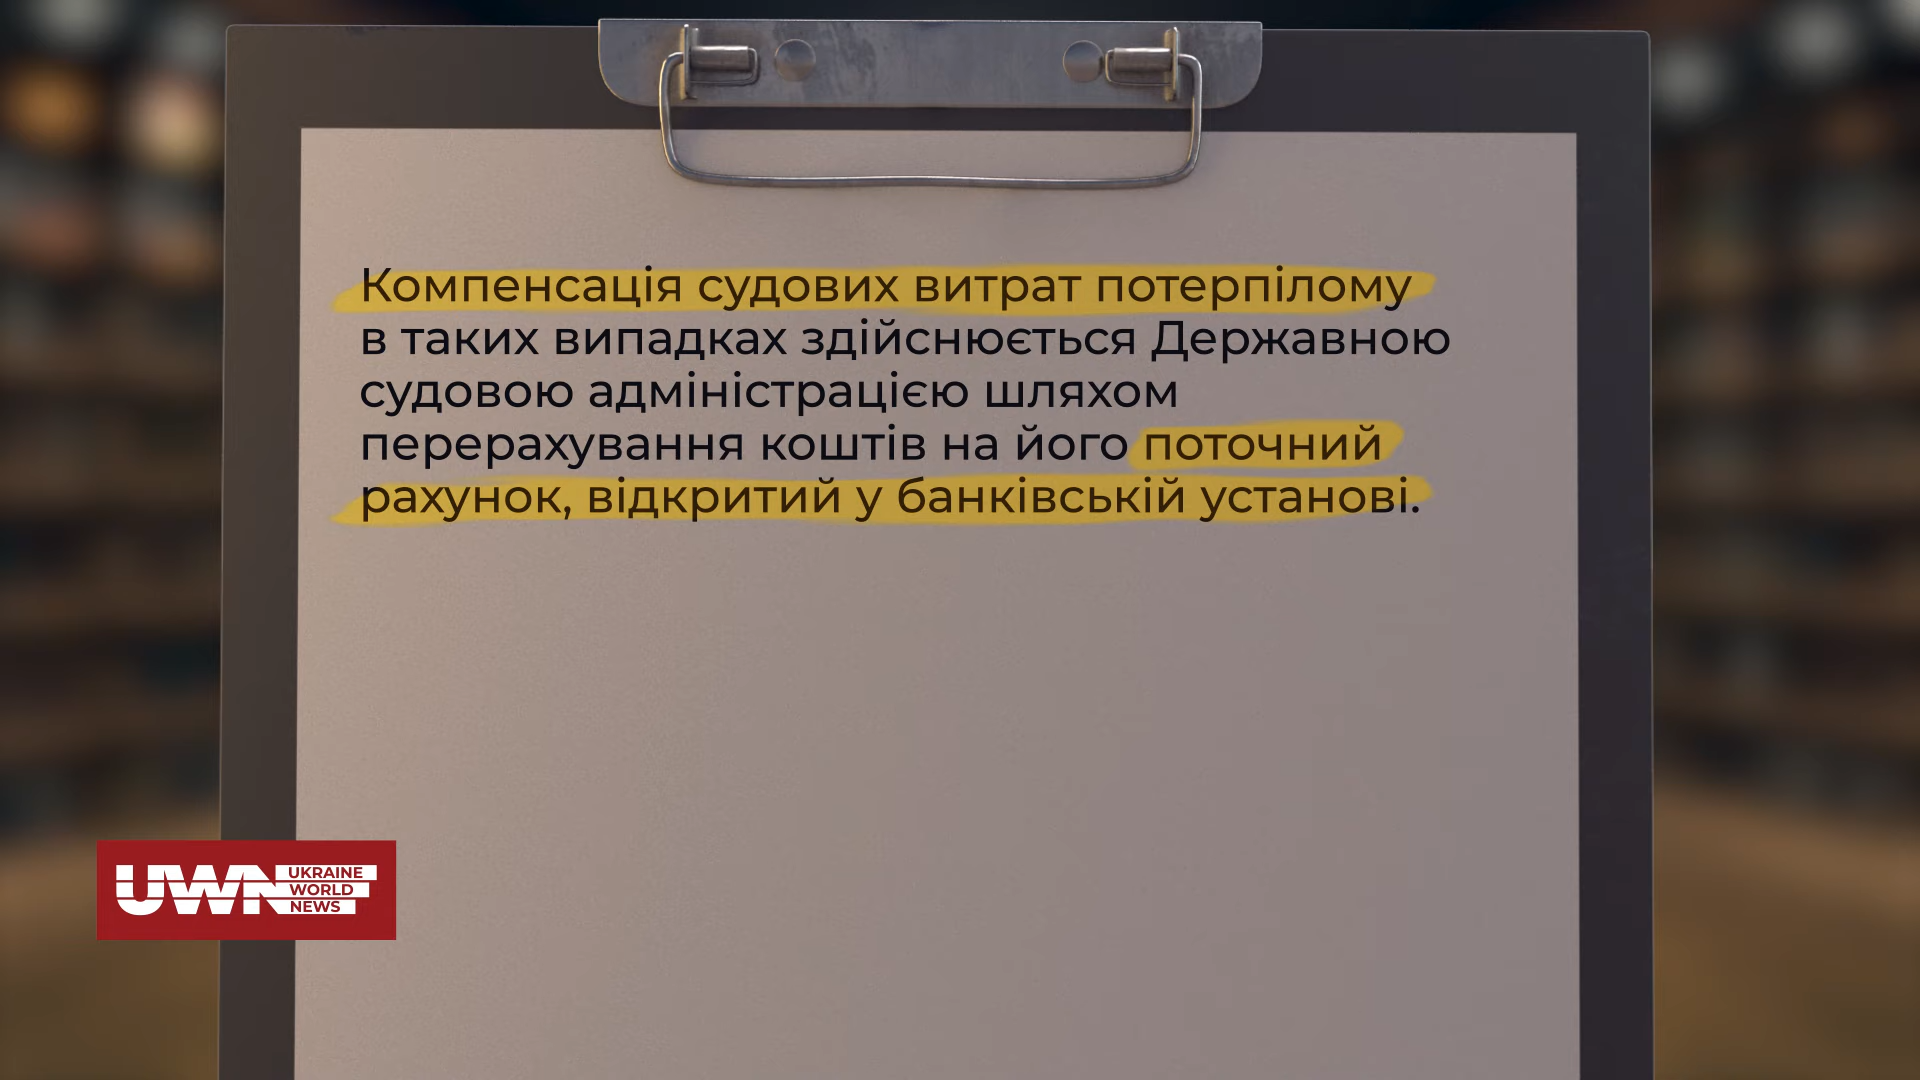 Компенсація судових витрат потерпілому
в таких випадках здійснюється Державною
судовою адміністрацією шляхом
перерахування коштів на його поточний
рахунок, відкритий у банківській установі.
UWN UKRAINE
WORLD
NEWS